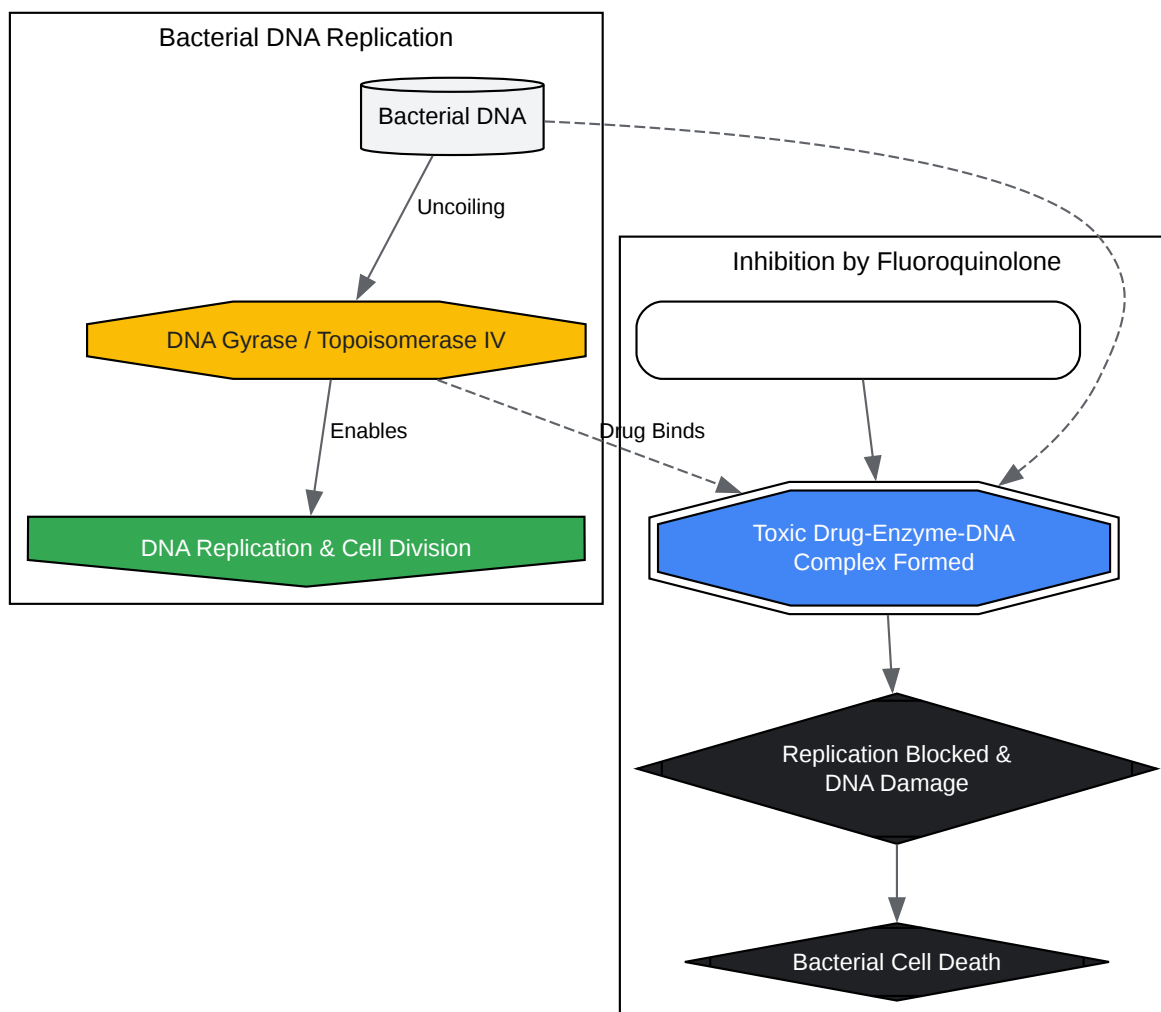 Bacterial DNA Replication
Bacterial DNA
Uncoiling
Inhibition by Fluoroquinolone
DNA Gyrase / Topoisomerase IV
Enables
Drug Binds
DNA Replication & Cell Division
Toxic Drug-Enzyme-DNA
Complex Formed
Replication Blocked &
DNA Damage
Bacterial Cell Death